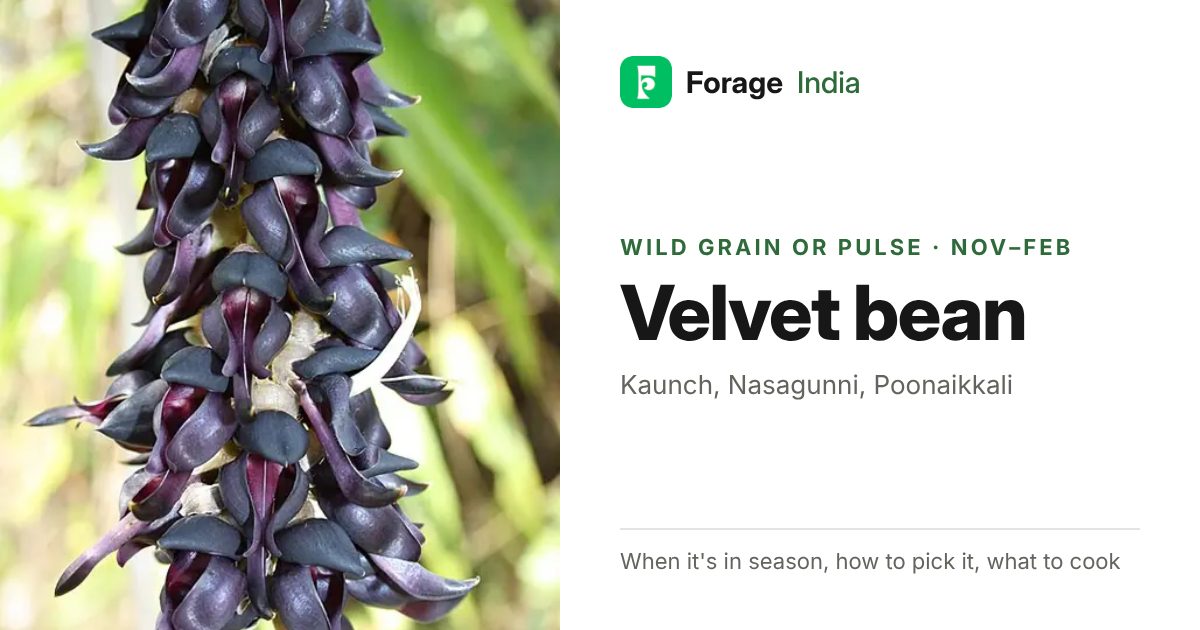 Forage India
WILD GRAIN OR PULSE · NOV–FEB
Velvet bean
Kaunch, Nasagunni, Poonaikkali
When it's in season, how to pick it, what to cook